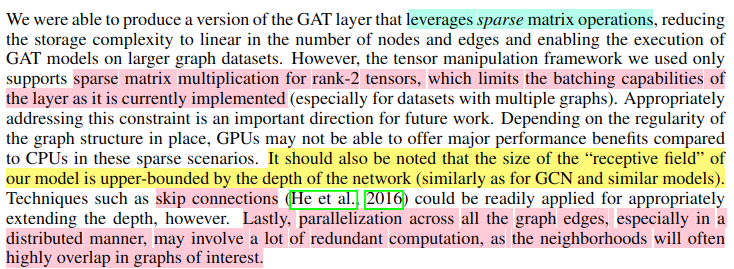 We were able to produce a version of the GAT layer that leverages sparse matrix operations, reducing
the storage complexity to linear in the number of nodes and edges and enabling the execution of
GAT models on larger graph datasets. However, the tensor manipulation framework we used only
supports sparse matrix multiplication for rank-2 tensors, which limits the batching capabilities of
the layer as it is currently implemented (especially for datasets with multiple graphs). Appropriately
addressing this constraint is an important direction for future work. Depending on the regularity of
the graph structure in place, GPUs may not be able to offer major performance benefits compared
to CPUs in these sparse scenarios. It should also be noted that the size of the “receptive field” of
our model is upper-bounded by the depth of the network (similarly as for GCN and similar models).
Techniques such as skip connections (He et al., 2016) could be readily applied for appropriately
extending the depth, however. Lastly, parallelization across all the graph edges, especially in a
distributed manner, may involve a lot of redundant computation, as the neighborhoods will often
highly overlap in graphs of interest.